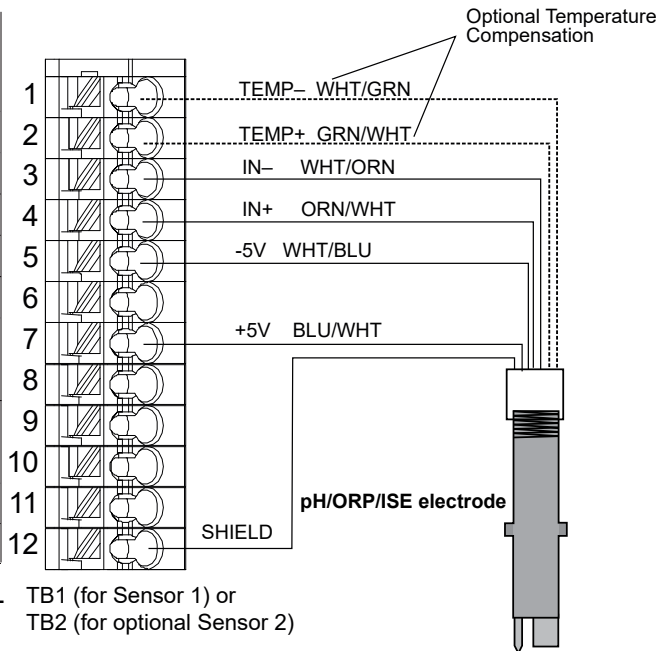 Optional Temperature
Compensation
1 TEMP– WHT/GRN
2 TEMP+ GRN/WHT
3 IN– WHT/ORN
4 IN+ ORN/WHT
5 -5V WHT/BLU
6
7 +5V BLU/WHT
8
9
10
11 pH/ORP/ISE electrode
12 SHIELD
TB1 (for Sensor 1) or
TB2 (for optional Sensor 2)